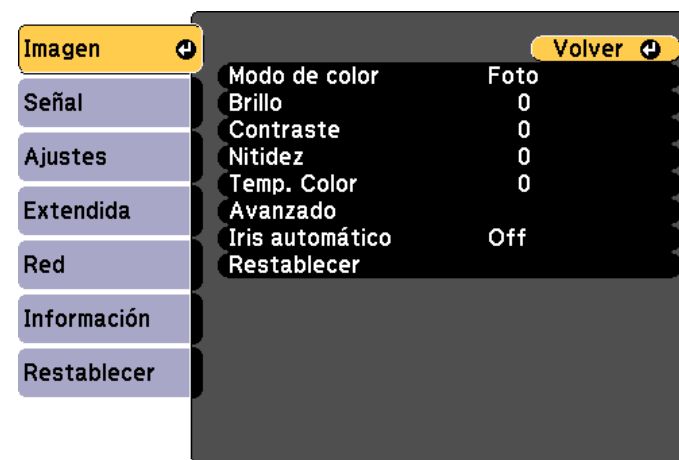 Imagen
Señal
Ajustes
Extendida
Red
Información
Restablecer
Volver
Modo de color Foto
Brillo 0
Contraste 0
Nitidez 0
Temp. Color 0
Avanzado
Iris automático Off
Restablecer